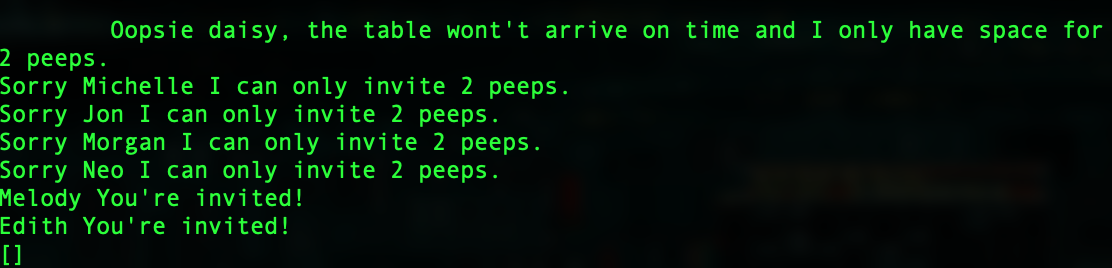 Oopsie daisy, the table wont't arrive on time and I only have space for
2 peeps.
Sorry Michelle I can only invite 2 peeps.
Sorry Jon I can only invite 2 peeps.
Sorry Morgan I can only invite 2 peeps.
Sorry Neo I can only invite 2 peeps.
Melody You're invited!
Edith You're invited!
[]